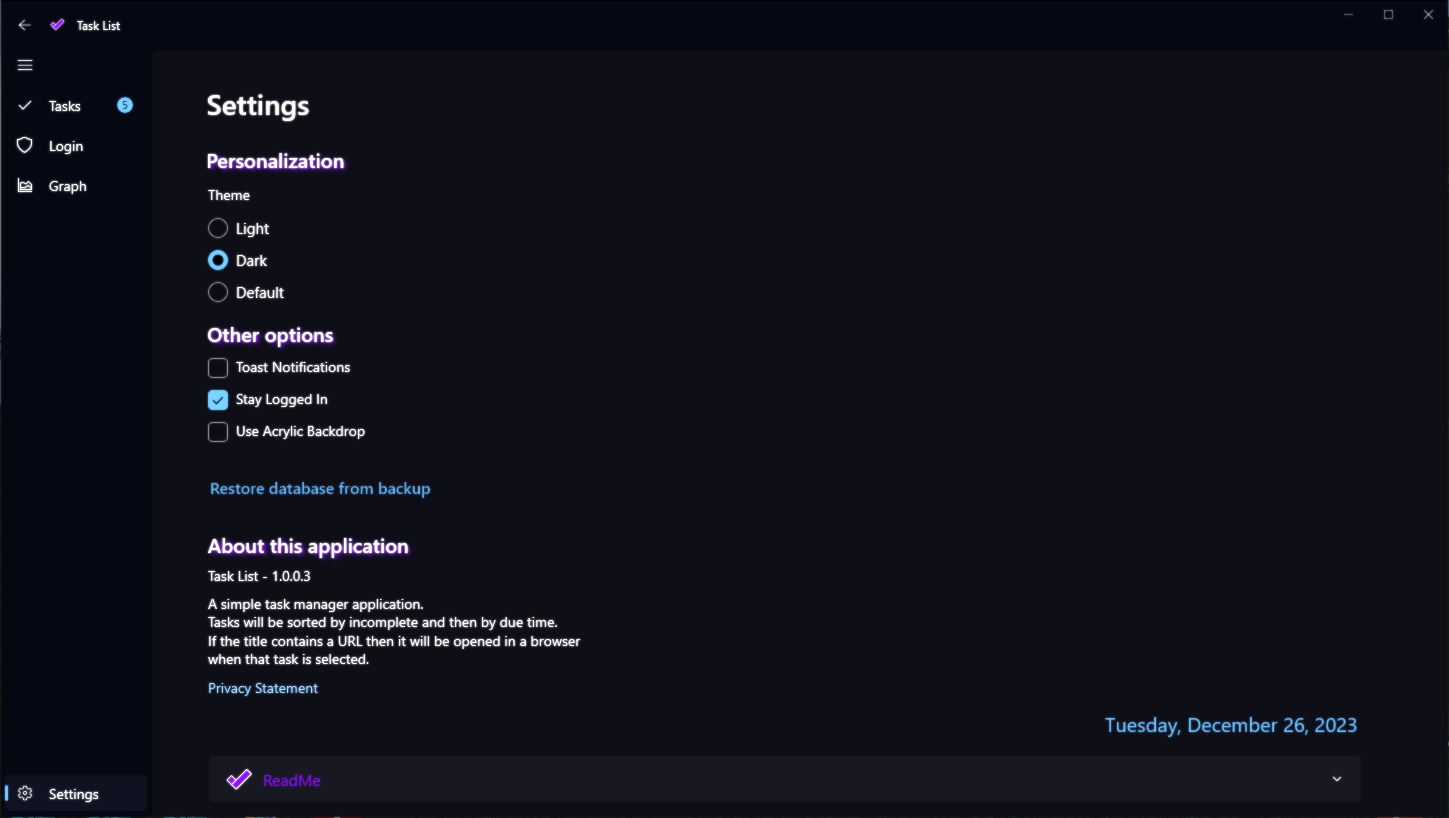 Task List
Tasks 5
Login
Graph
Settings
Personalization
Theme
Light
Dark
Default
Other options
Toast Notifications
Stay Logged In
Use Acrylic Backdrop
Restore database from backup
About this application
Task List - 1.0.0.3
A simple task manager application.
Tasks will be sorted by incomplete and then by due time.
If the title contains a URL then it will be opened in a browser
when that task is selected.
Privacy Statement
Tuesday, December 26, 2023
ReadMe
Settings